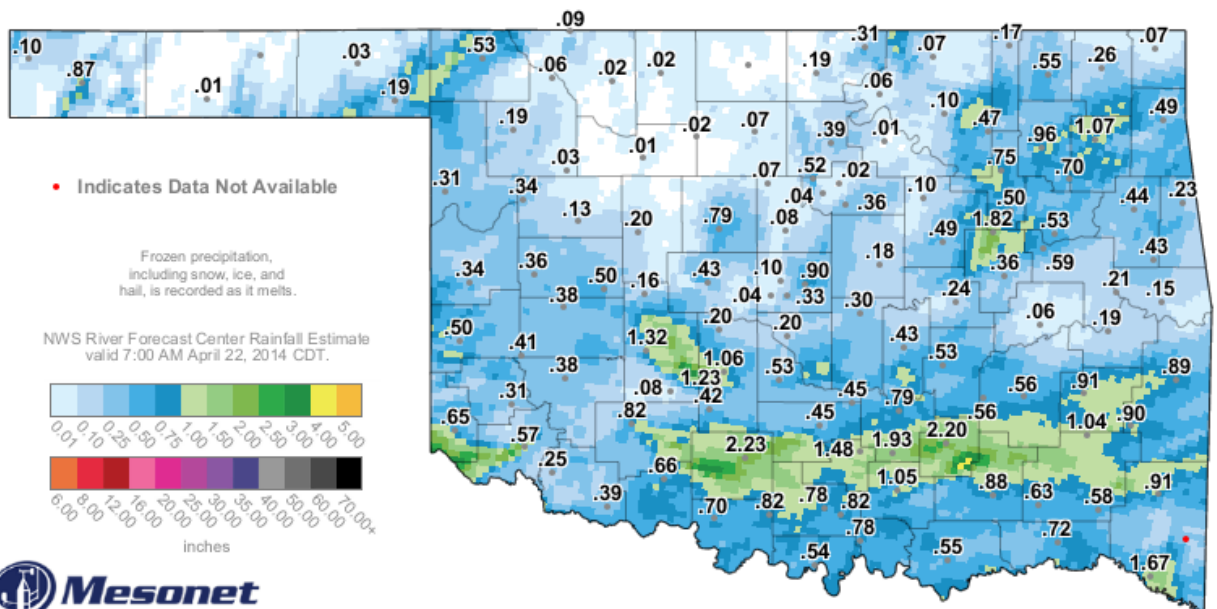 .09
.10 .03 .53 .31 .07 .17 .07
.87 .01 .19 .06 .02 .02 .19 .06 .55 .26
.19 .02 .07 .39 .01 .10 .47 .96 1.07 .49
.03 .01 .07 .52 .02 .75 .70
.31 .34 .13 .20 .79 .04 .08 .36 .10 .50 .44 .23
.49 1.82 .53
.34 .36 .50 .16 .43 .10 .90 .18 .36 .59 .43
.38 .04 .33 .30 .24 .21 .15
.50 .41 1.32 .20 .20 .43 .06 .19
.38 1.06 .53 .53 .89
.31 .08 1.23 .42 .45 .79 .56 .91
.65 .57 .82 .45 .56 1.04 .90
.25 .66 2.23 1.48 1.93 2.20
.39 .70 .82 .78 .82 1.05 .88 .63 .58 .91
.54 .78 .55 .72 1.67
Indicates Data Not Available
Frozen precipitation,
including snow, ice, and
hail, is recorded as it melts.
NWS River Forecast Center Rainfall Estimate
valid 7:00 AM April 22, 2014 CDT.
0.01 0.10 0.25 0.50 0.75 1.00 1.50 2.00 2.50 3.00 4.00 5.00
6.00 8.00 12.00 16.00 20.00 25.00 30.00 35.00 40.00 50.00 60.00 70.00+
inches
Mesonet